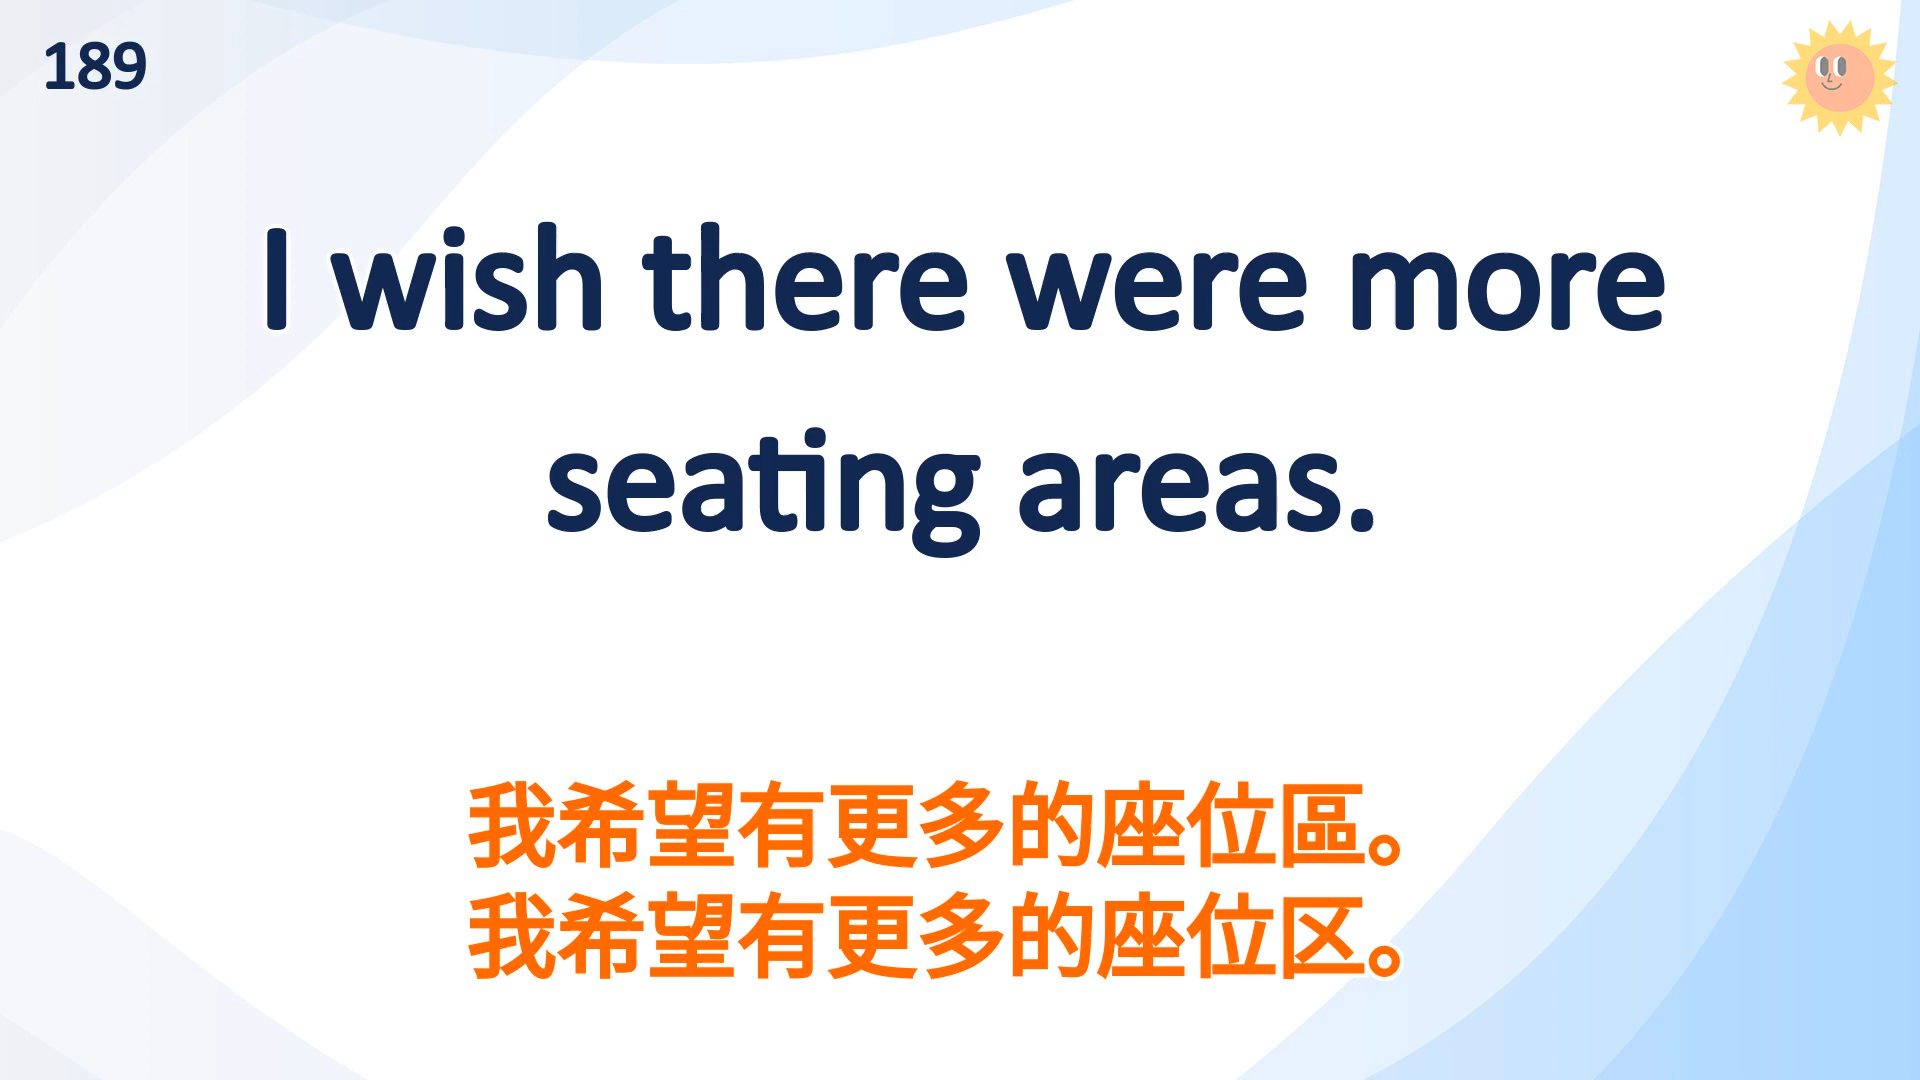 189
I wish there were more
seating areas.
我希望有更多的座位區。
我希望有更多的座位区。